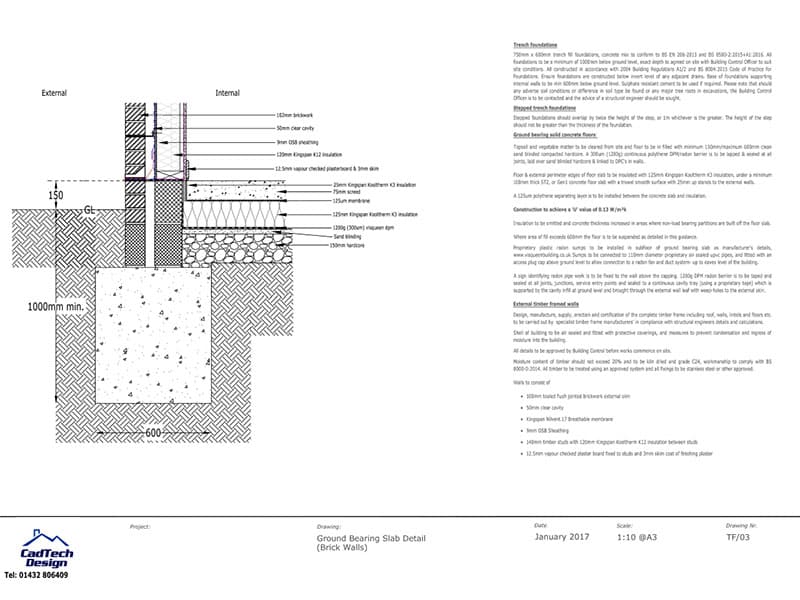 External
Internal
102mm brickwork
50mm clear cavity
9mm OSB Sheathing
120mm Kingspan K12 insulation
12.5mm vapour checked plasterboard & 3mm skim
150
GL
25mm Kingspan Kooltherm K3 insulation
75mm screed
125um membrane
125mm Kingspan Kooltherm K3 insulation
1200g (300um) visqueen dpm
Sand blinding
150mm hardcore
1000mm min.
600
Trench foundations
750mm x 600mm trench fill foundations, concrete mix to conform to BS EN 206-2013 and BS 8500-2:2015+A1:2016. All
foundations to be a minimum of 1000mm below ground level, exact depth to agreed on site with Building Control Officer to suit
site conditions. All constructed in accordance with 2004 Building Regulations A1/2 and BS 8004:2015 Code of Practice for
Foundations. Ensure foundations are constructed below invert level of any adjacent drains. Base of foundations supporting
internal walls to be min 600mm below ground level. Sulphate resistant cement to be used if required. Please note that should
any adverse soil conditions or difference in soil type be found or any major tree roots in excavations, the Building Control
Officer is to be contacted and the advice of a structural engineer should be sought.
Stepped trench foundations
Stepped foundations should overlap by twice the height of the step, or 1m whichever is the greater. The height of the step
should not be greater than the thickness of the foundation.
Ground bearing solid concrete floors
Topsoil and vegetable matter to be cleared from site and floor to be in filled with minimum 150mm/maximum 600mm clean
sand blinded compacted hardcore. A 300um (1200g) continuous polythene DPM/radon barrier is to be lapped & sealed at all
joints, laid over sand blinded hardcore & linked to DPC's in walls.
Floor & external perimeter edges of floor slab to be insulated with 125mm Kingspan Kooltherm K3 insulation, under a minimum
100mm thick ST2, or Gen1 concrete floor slab with a trowel smooth surface with 25mm up stands to the external walls.
A 125um polythene separating layer is to be installed between the concrete slab and insulation.
Construction to achieve a 'U' value of 0.13 W/m²k
Insulation to be omitted and concrete thickness increased in areas where non-load bearing partitions are built off the floor slab.
Where area of fill exceeds 600mm the floor is to be suspended as detailed in this guidance.
Proprietary plastic radon sumps to be installed in subfloor of ground bearing slab as manufacturer's details,
www.visqueenbuilding.co.uk Sumps to be connected to 110mm diameter proprietary sealed upvc pipes, and fitted with an
access plug cap above ground level to allow connection to a radon fan and duct system up to eaves level of the building.
A sign identifying radon pipe work is to be fixed to the wall above the capping. 1200g DPM radon barrier is to be taped and
sealed at all joints, junctions, service entry points and sealed to a continuous cavity tray (using a proprietary tape) which is
supported by the cavity infill at ground level and brought through the external wall leaf with weep-holes to the external skin.
External timber framed walls
Design, manufacture, supply, erection and certification of the complete timber frame including roof, walls, lintels and floors etc.
to be carried out by specialist timber frame manufacturers' in compliance with structural engineers details and calculations.
Shell of building to be air sealed and fitted with protective coverings, and measures to prevent condensation and ingress of
moisture into the building.
All details to be approved by Building Control before works commence on site.
Moisture content of timber should not exceed 20% and to be kiln dried and grade C24, workmanship to comply with BS
8000-5:2014. All timber to be treated using an approved system and all fixings to be stainless steel or other approved.
Walls to consist of
• 100mm tooled flush jointed Brickwork external skin
• 50mm clear cavity
• Kingspan Nilvent 17 Breathable membrane
• 9mm OSB Sheathing
• 140mm timber studs with 120mm Kingspan Kooltherm K12 insulation between studs
• 12.5mm vapour checked plaster board fixed to studs and 3mm skim coat of finishing plaster
CadTech
Design
Tel: 01432 806409
Project:
Drawing:
Ground Bearing Slab Detail
(Brick Walls)
Date:
January 2017
Scale:
1:10 @A3
Drawing Nr.
TF/03